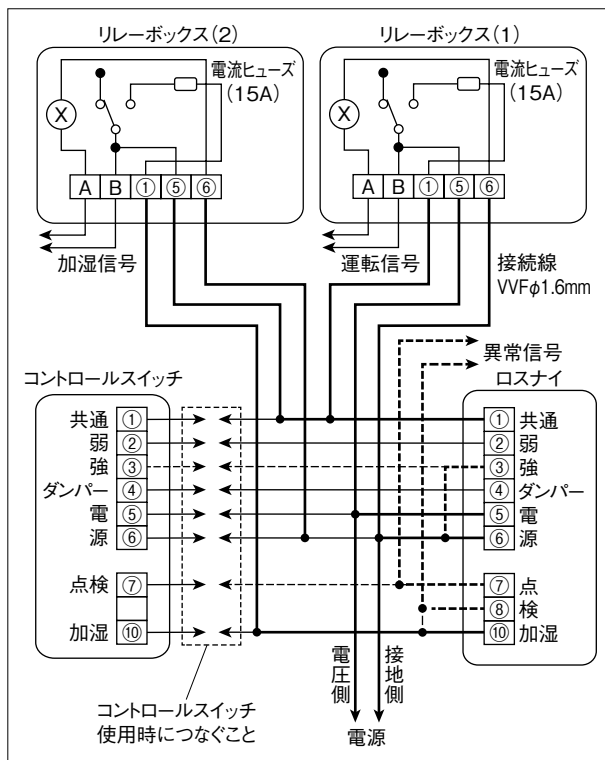 リレーボックス(2)
リレーボックス(1)
電流ヒューズ
(15A)
電流ヒューズ
(15A)
X
X
A B ① ⑤ ⑥
A B ① ⑤ ⑥
加湿信号
運転信号
接続線
VVFφ1.6mm
異常信号
コントロールスイッチ
ロスナイ
共通 ①
弱 ②
強 ③
ダンパー ④
電 ⑤
源 ⑥
点検 ⑦
加湿 ⑩
① 共通
② 弱
③ 強
④ ダンパー
⑤ 電
⑥ 源
⑦ 点
⑧ 検
⑩ 加湿
電圧側
接地側
電源
コントロールスイッチ
使用時につなぐこと